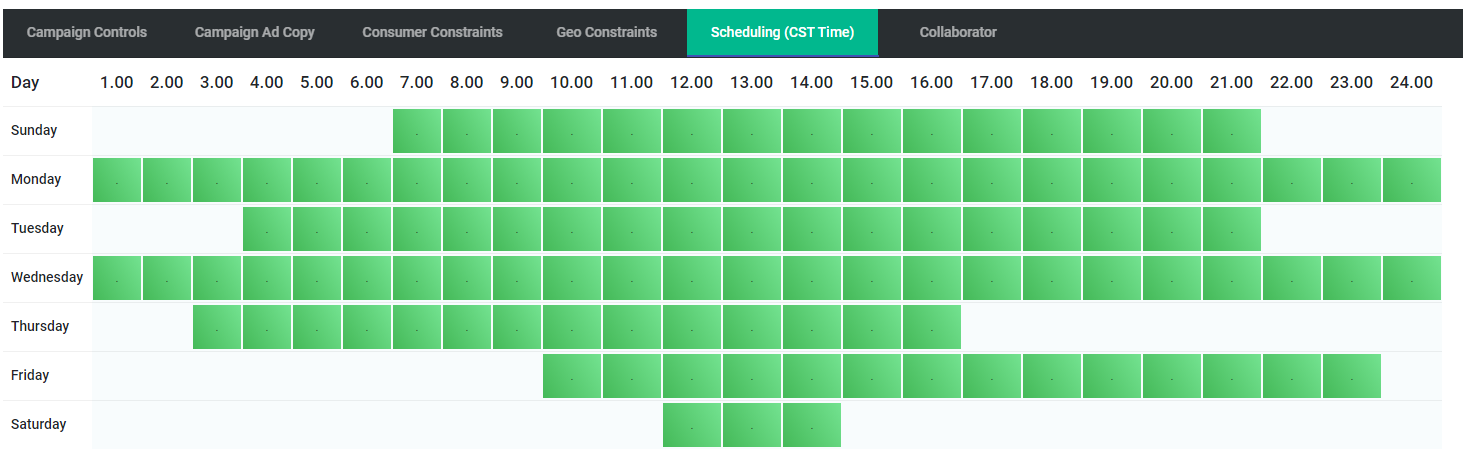 Campaign Controls Campaign Ad Copy Consumer Constraints Geo Constraints Scheduling (CST Time) Collaborator
Day 1.00 2.00 3.00 4.00 5.00 6.00 7.00 8.00 9.00 10.00 11.00 12.00 13.00 14.00 15.00 16.00 17.00 18.00 19.00 20.00 21.00 22.00 23.00 24.00
Sunday . . . . . . . . . . . . . . .
Monday . . . . . . . . . . . . . . . . . . . . . . . .
Tuesday . . . . . . . . . . . . . . . . . .
Wednesday . . . . . . . . . . . . . . . . . . . . . . . .
Thursday . . . . . . . . . . . . . .
Friday . . . . . . . . . . . . . .
Saturday . . .